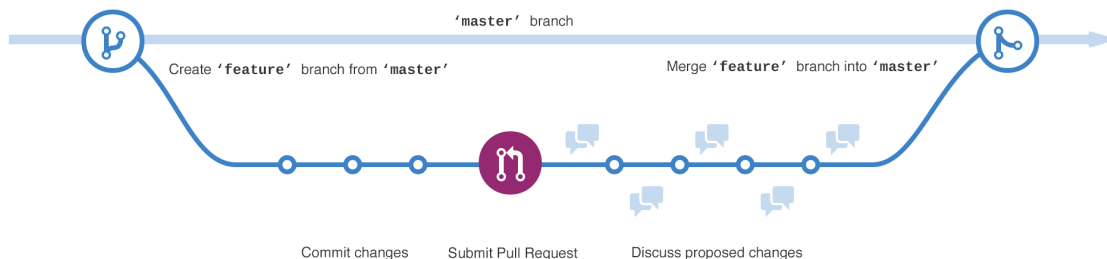 ‘master’ branch
Create ‘feature’ branch from ‘master’
Merge ‘feature’ branch into ‘master’
Commit changes
Submit Pull Request
Discuss proposed changes